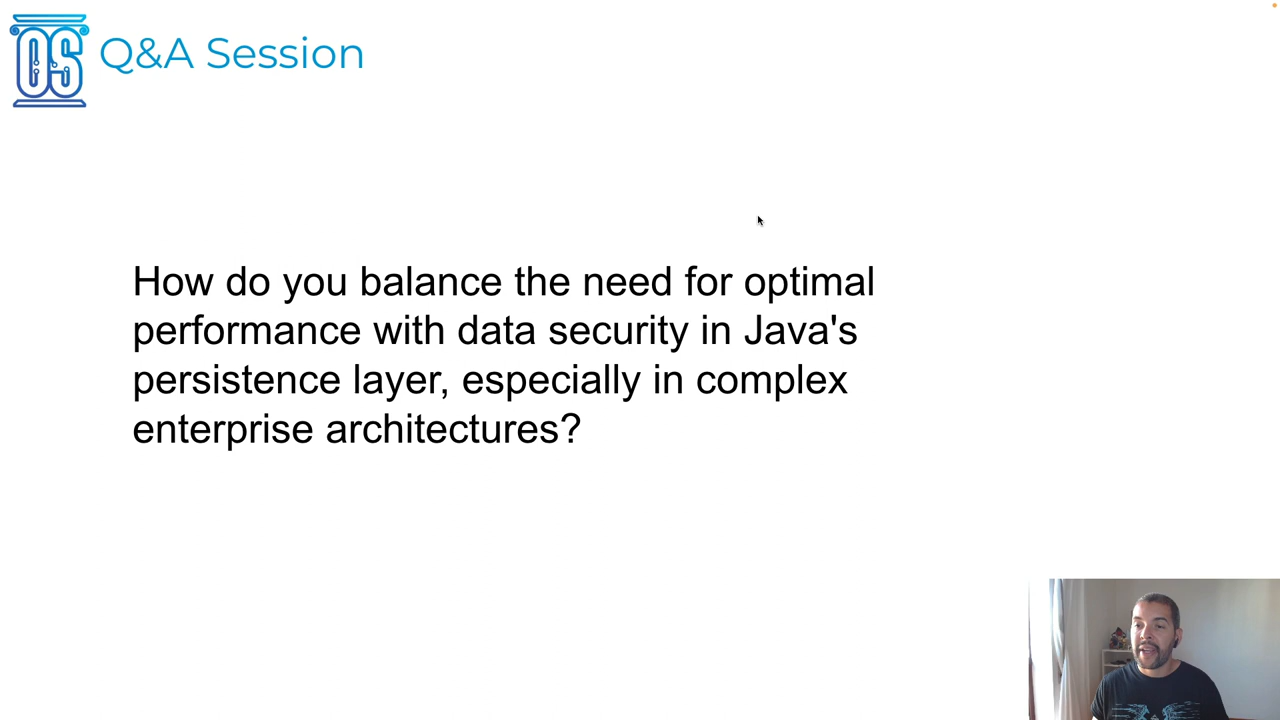 OS
Q&A Session
How do you balance the need for optimal
performance with data security in Java's
persistence layer, especially in complex
enterprise architectures?